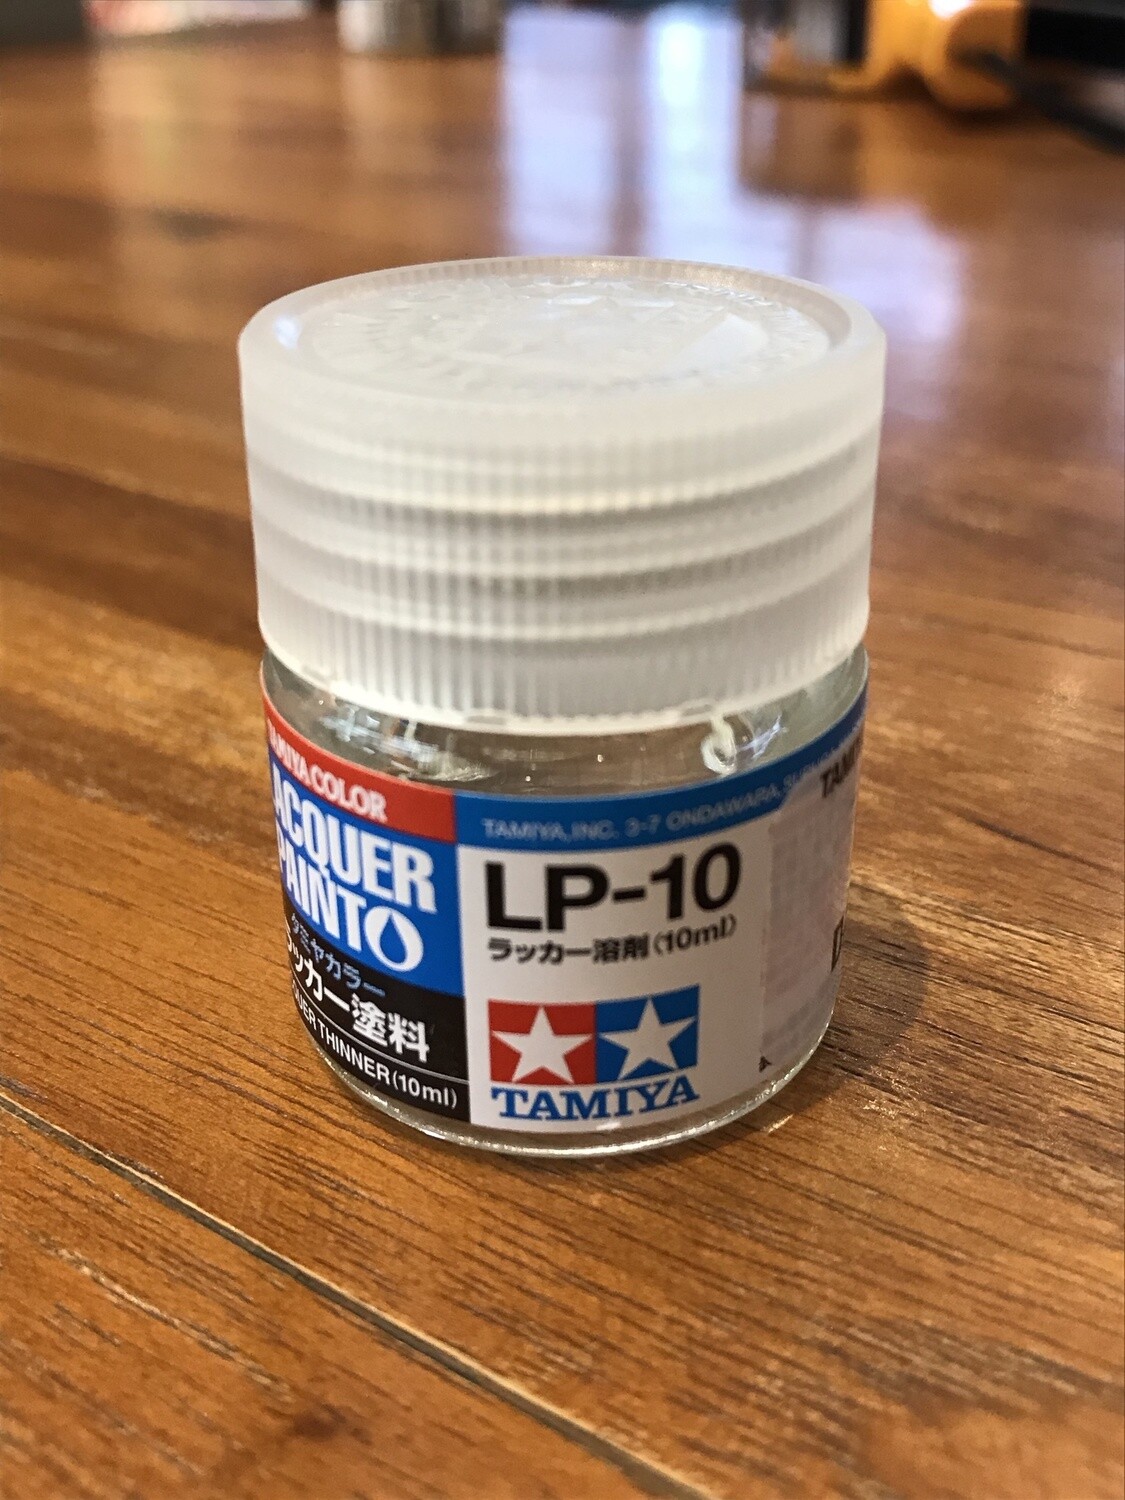 TAMIYA COLOR
LACQUER
PAINT
タミヤカラー
ラッカー塗料
LACQUER THINNER(10ml)
TAMIYA,INC. 3-7 ONDAWARA,
LP-10
ラッカー溶剤(10ml)
TAMIYA